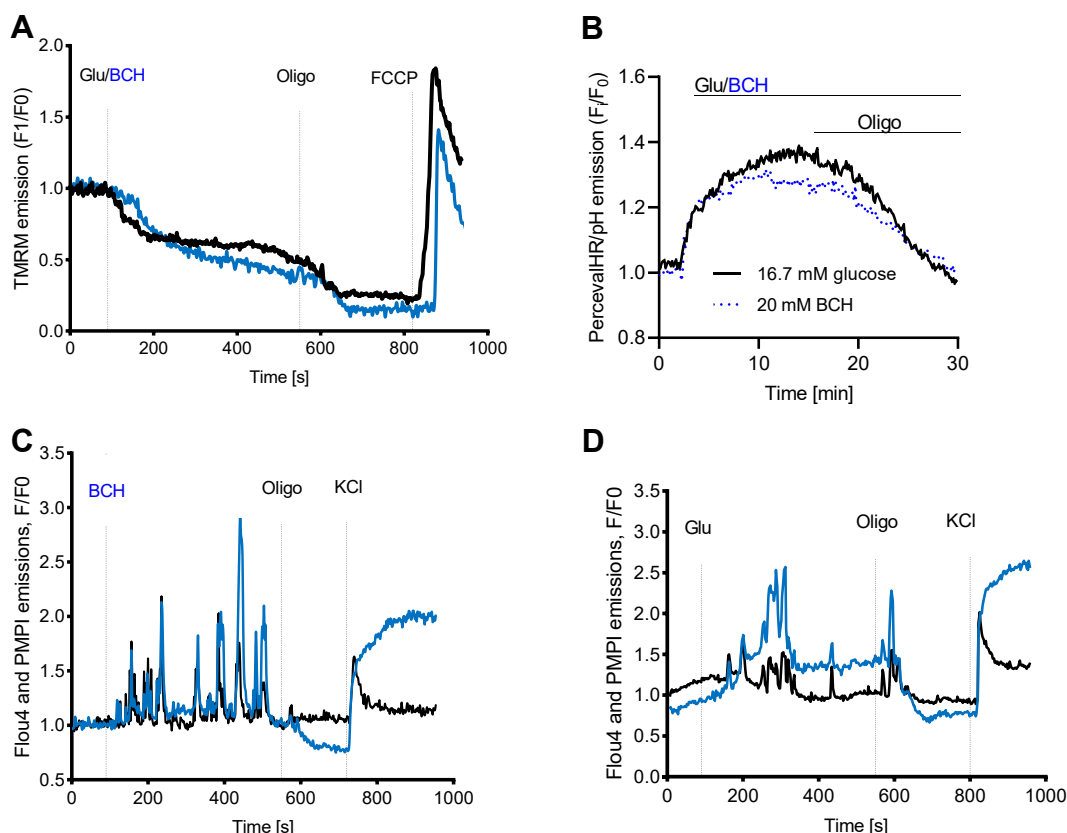 A
TMRM emission (F1/F0)
2.0
1.5
1.0
0.5
0.0
Glu/BCH
Oligo
FCCP
0
200
400
600
800
1000
Time [s]
B
PercevalHR/pH emission (F/F0)
1.6
1.4
1.2
1.0
0.8
Glu/BCH
Oligo
16.7 mM glucose
20 mM BCH
0
10
20
30
Time [min]
C
Flou4 and PMPI emissions, F/F0
3.5
3.0
2.5
2.0
1.5
1.0
0.5
BCH
Oligo
KCl
0
200
400
600
800
1000
Time [s]
D
Flou4 and PMPI emissions, F/F0
3.5
3.0
2.5
2.0
1.5
1.0
0.5
0.0
Glu
Oligo
KCl
0
200
400
600
800
1000
Time [s]